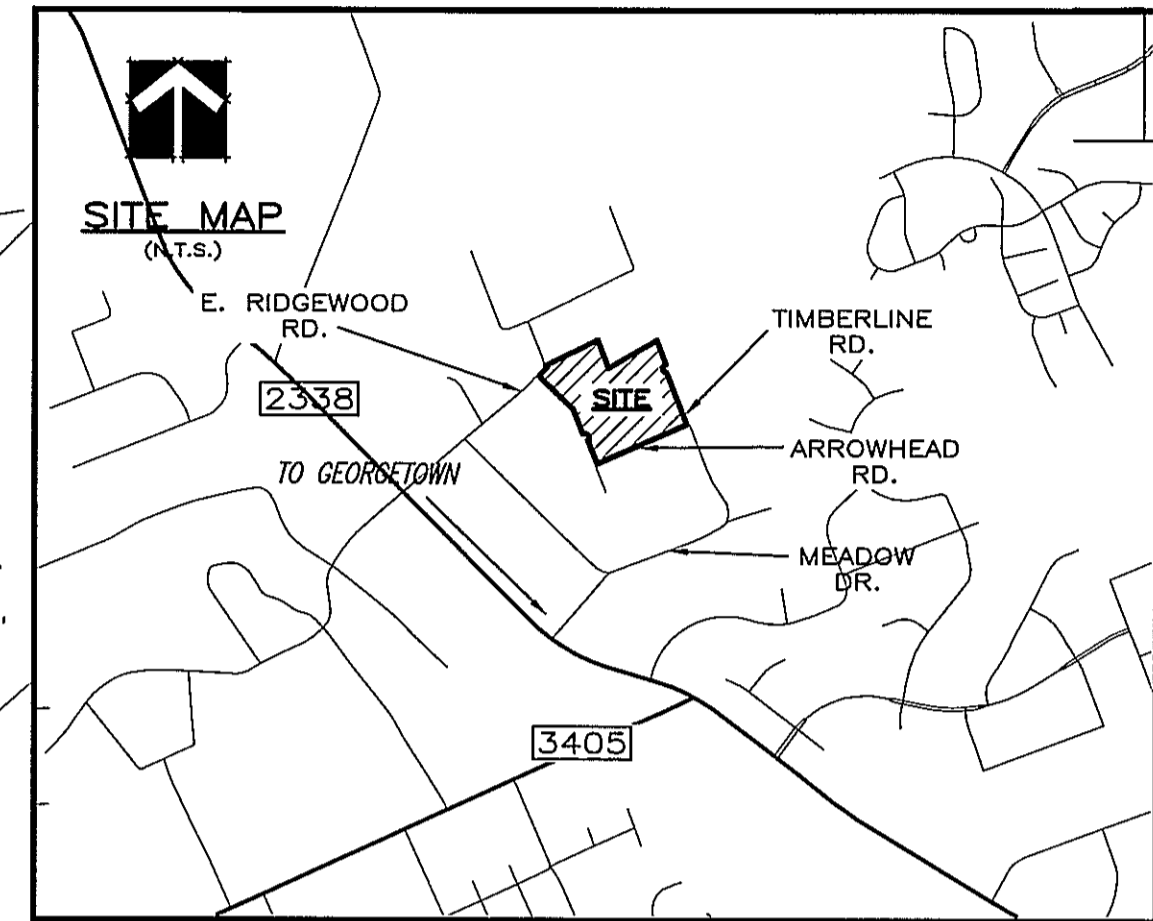 SITE MAP
(N.T.S.)
E. RIDGEWOOD
RD.
TIMBERLINE
RD.
2338
SITE
TO GEORGETOWN
ARROWHEAD
RD.
MEADOW
DR.
3405